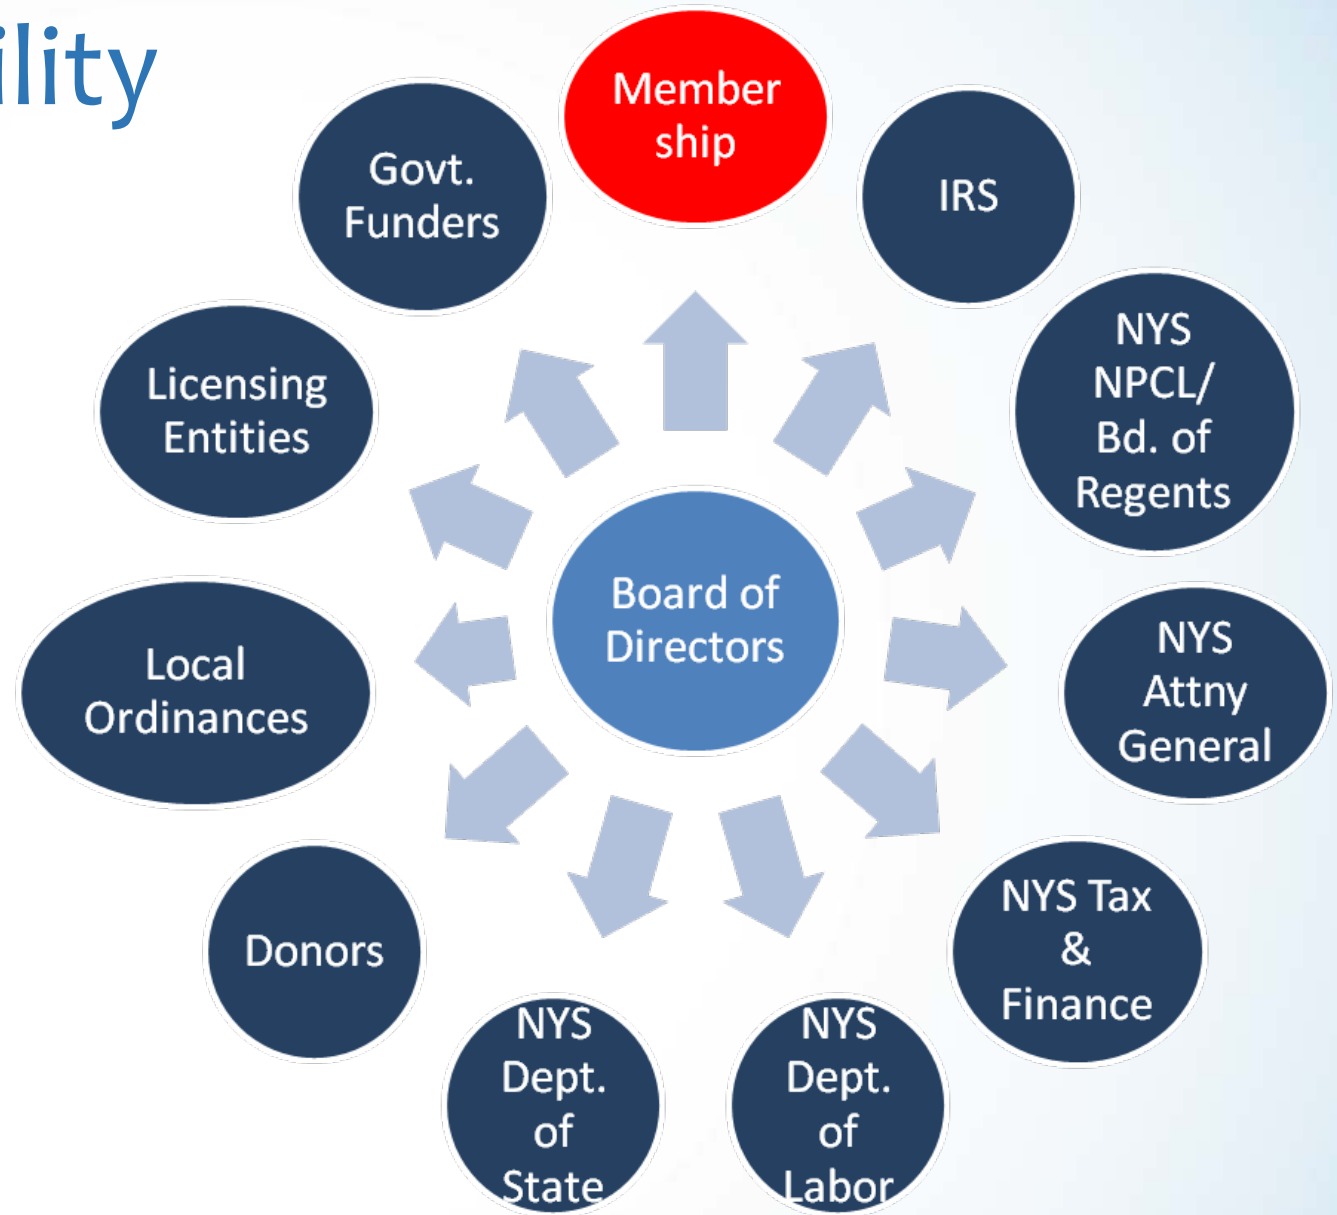 ility
Member
ship
Govt.
Funders
IRS
NYS
NPCL/
Bd. of
Regents
Licensing
Entities
Board of
Directors
Local
Ordinances
NYS
Attny
General
Donors
NYS Tax
&
Finance
NYS
Dept.
of
State
NYS
Dept.
of
Labor